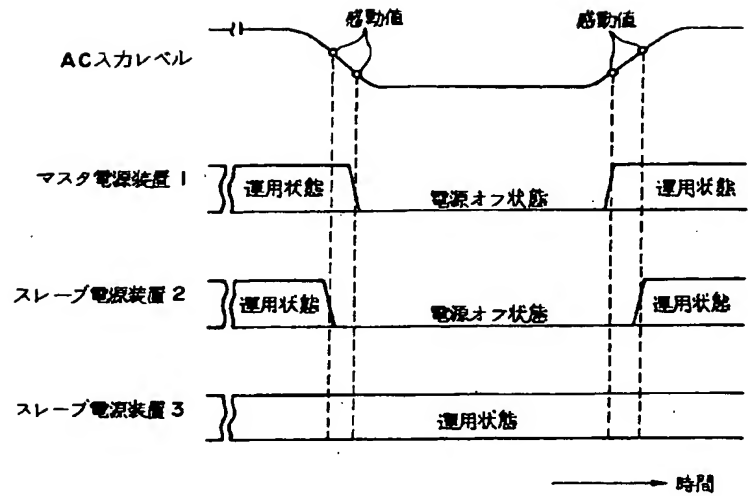 感動値 感動値
AC入力レベル
マスタ電源装置1
運用状態 電源オフ状態 運用状態
スレーブ電源装置2
運用状態 電源オフ状態 運用状態
スレーブ電源装置3
運用状態
時間